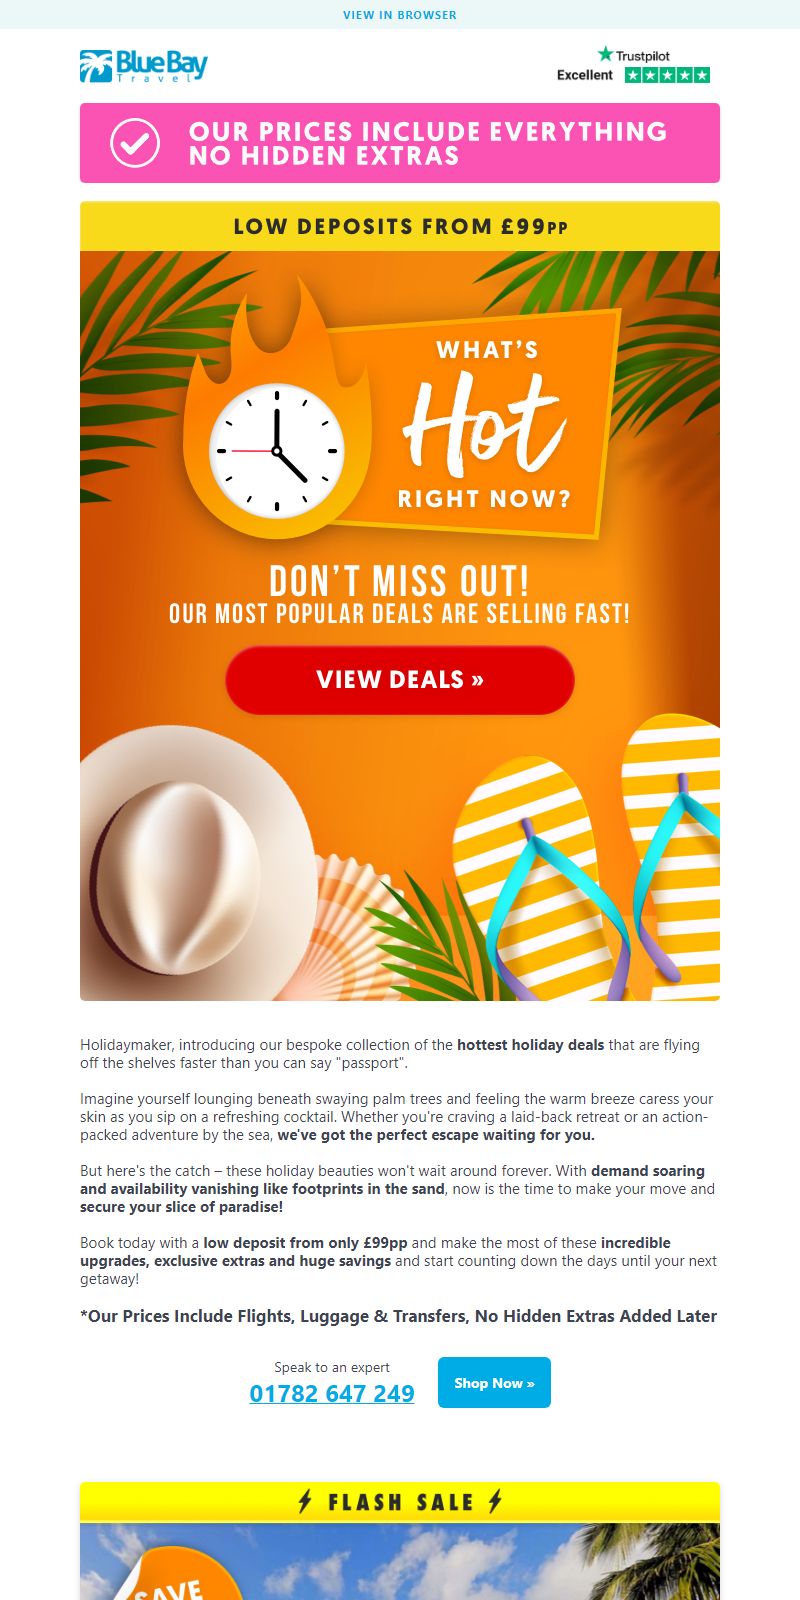 VIEW IN BROWSER
Blue Bay
Travel
Trustpilot
Excellent
OUR PRICES INCLUDE EVERYTHING
NO HIDDEN EXTRAS
LOW DEPOSITS FROM £99PP
WHAT'S
Hot
RIGHT NOW?
DON'T MISS OUT!
OUR MOST POPULAR DEALS ARE SELLING FAST!
VIEW DEALS »
Holidaymaker, introducing our bespoke collection of the hottest holiday deals that are flying
off the shelves faster than you can say "passport".
Imagine yourself lounging beneath swaying palm trees and feeling the warm breeze caress your
skin as you sip on a refreshing cocktail. Whether you're craving a laid-back retreat or an action-
packed adventure by the sea, we've got the perfect escape waiting for you.
But here's the catch – these holiday beauties won't wait around forever. With demand soaring
and availability vanishing like footprints in the sand, now is the time to make your move and
secure your slice of paradise!
Book today with a low deposit from only £99pp and make the most of these incredible
upgrades, exclusive extras and huge savings and start counting down the days until your next
getaway!
*Our Prices Include Flights, Luggage & Transfers, No Hidden Extras Added Later
Speak to an expert
01782 647 249
Shop Now »
FLASH SALE
SAVE